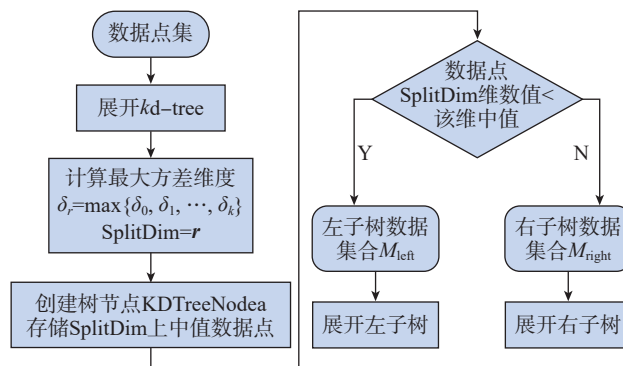 数据点集
展开kd-tree
计算最大方差维度
δr=max{δ0, δ1, …, δk}
SplitDim=r
创建树节点KDTreeNodea
存储SplitDim上中值数据点
数据点
SplitDim维数值<
该维中值
Y
N
左子树数据
集合Mleft
右子树数据
集合Mright
展开左子树
展开右子树